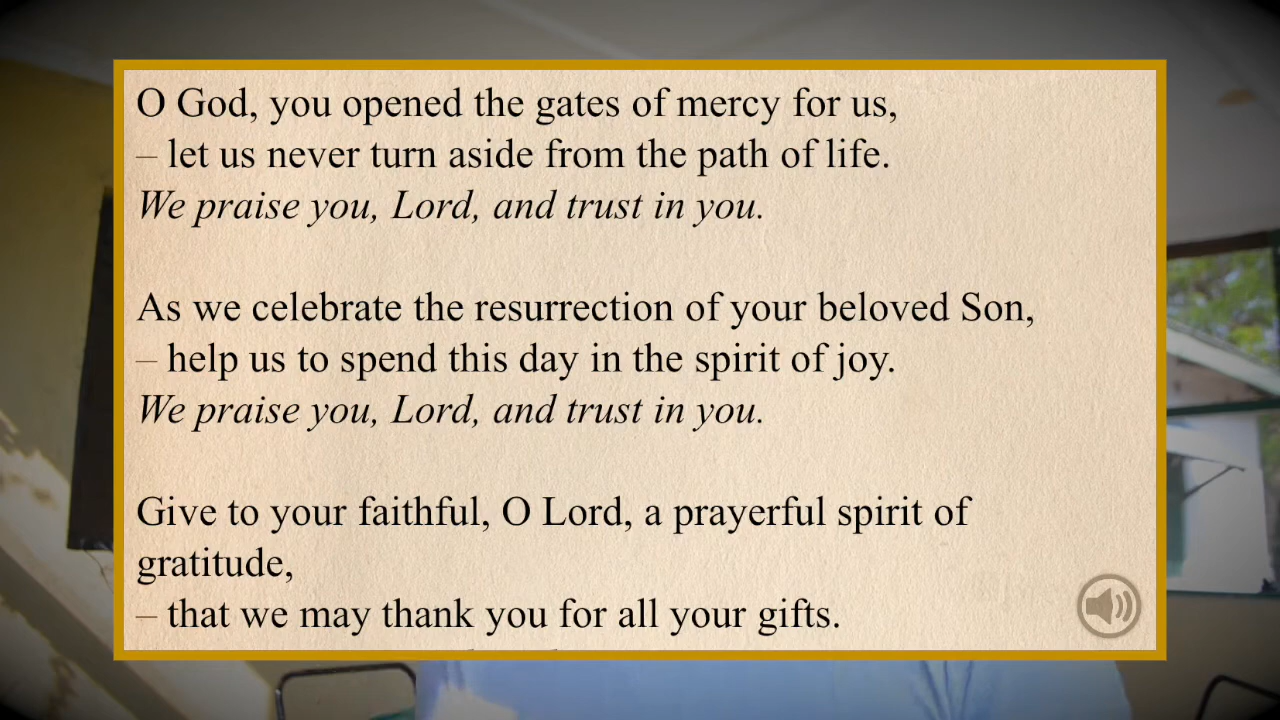 O God, you opened the gates of mercy for us,
– let us never turn aside from the path of life.
We praise you, Lord, and trust in you.
As we celebrate the resurrection of your beloved Son,
– help us to spend this day in the spirit of joy.
We praise you, Lord, and trust in you.
Give to your faithful, O Lord, a prayerful spirit of
gratitude,
– that we may thank you for all your gifts.